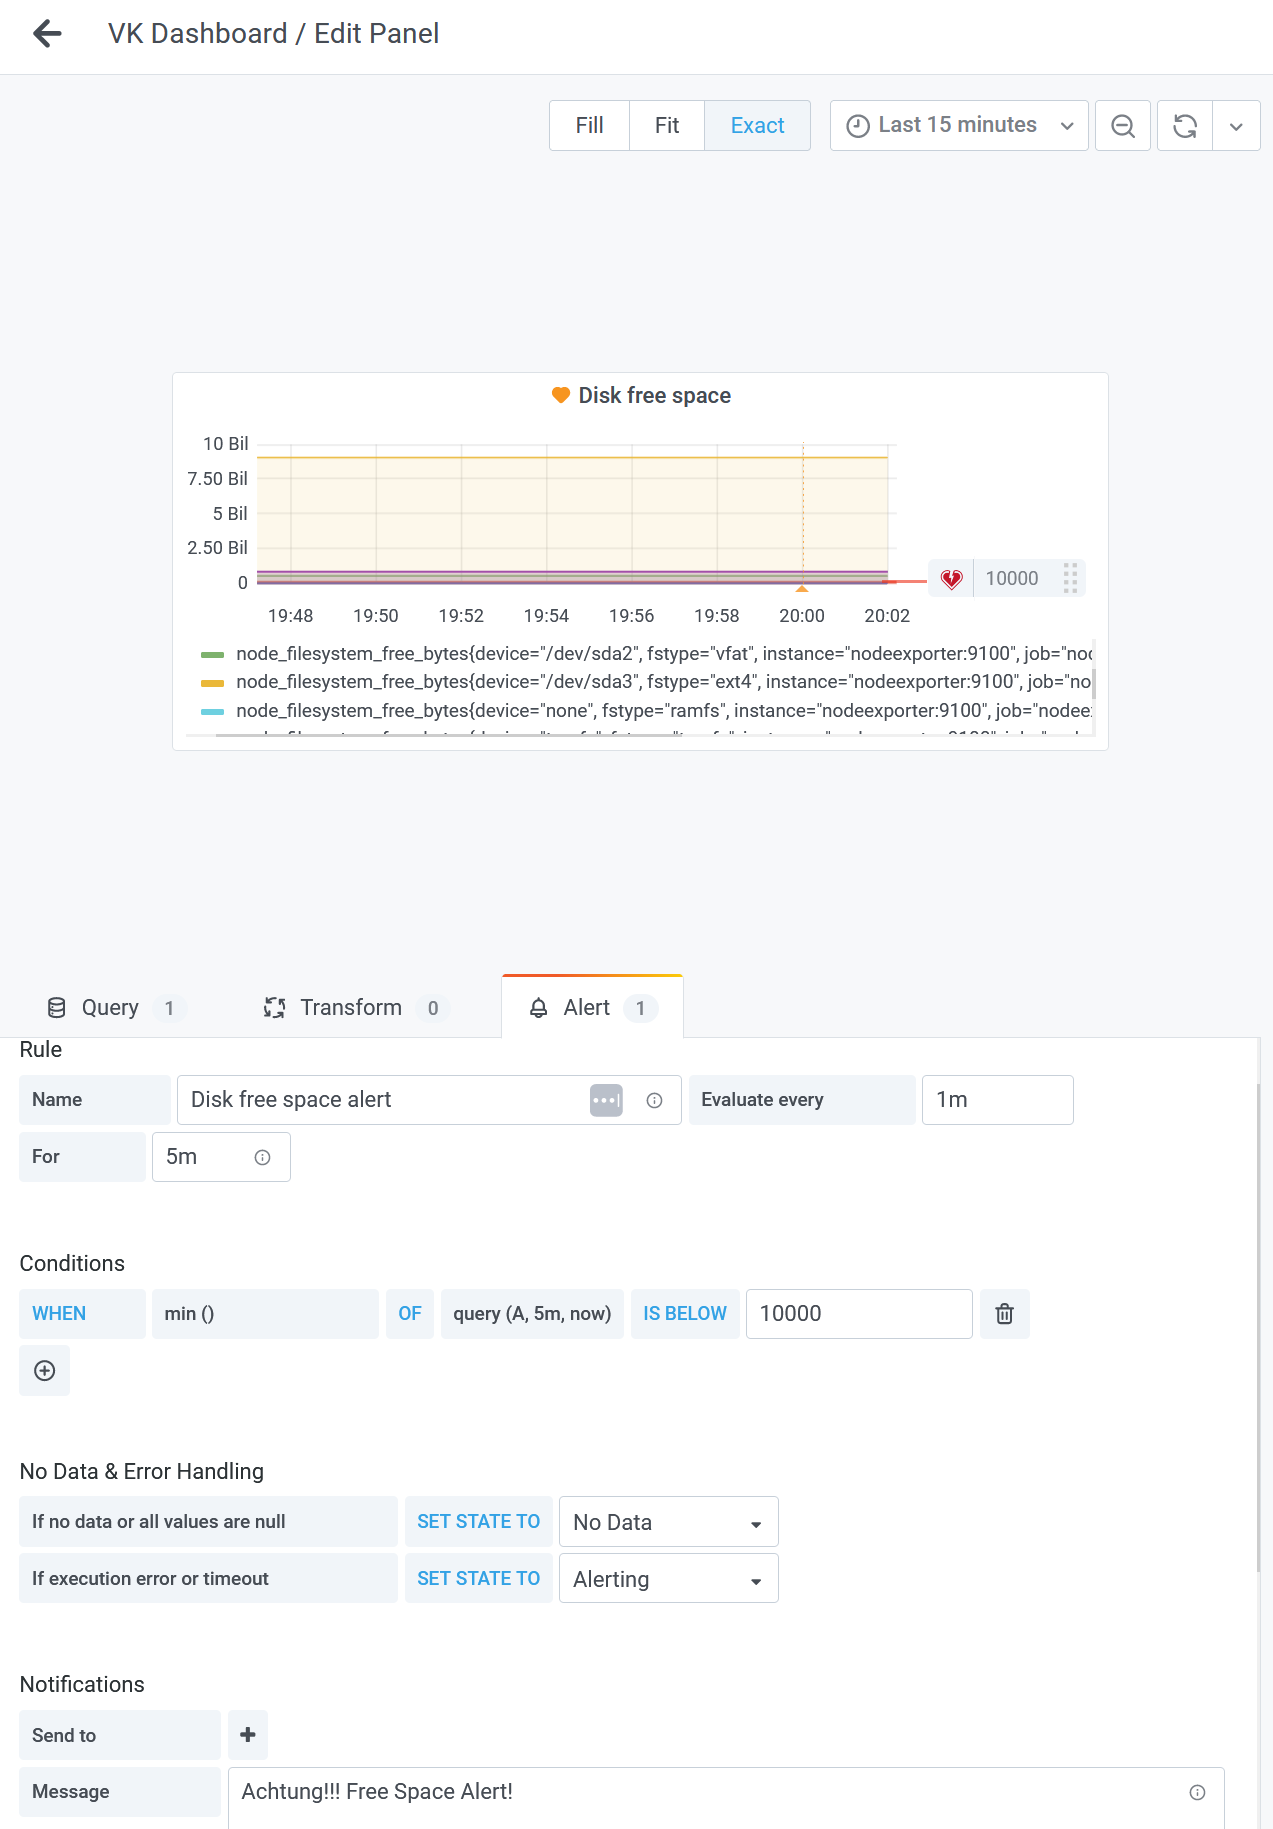 VK Dashboard / Edit Panel
Fill Fit Exact Last 15 minutes
Disk free space
10 Bil
7.50 Bil
5 Bil
2.50 Bil
0
10000
19:48 19:50 19:52 19:54 19:56 19:58 20:00 20:02
node_filesystem_free_bytes{device="/dev/sda2", fstype="vfat", instance="nodeexporter:9100", job="nod
node_filesystem_free_bytes{device="/dev/sda3", fstype="ext4", instance="nodeexporter:9100", job="no
node_filesystem_free_bytes{device="none", fstype="ramfs", instance="nodeexporter:9100", job="nodee
Query 1 Transform 0 Alert 1
Rule
Name Disk free space alert Evaluate every 1m
For 5m
Conditions
WHEN min () OF query (A, 5m, now) IS BELOW 10000
No Data & Error Handling
If no data or all values are null SET STATE TO No Data
If execution error or timeout SET STATE TO Alerting
Notifications
Send to
Message Achtung!!! Free Space Alert!